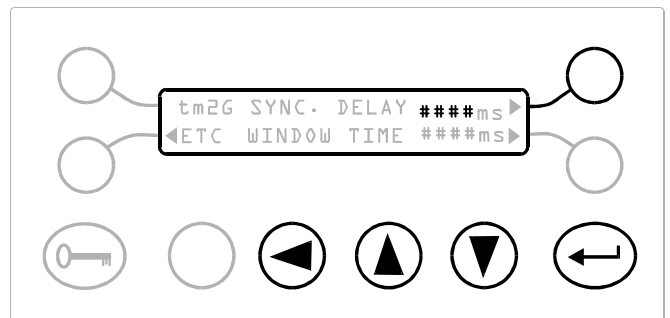 tm2G SYNC. DELAY ####ms
ETC WINDOW TIME ####ms